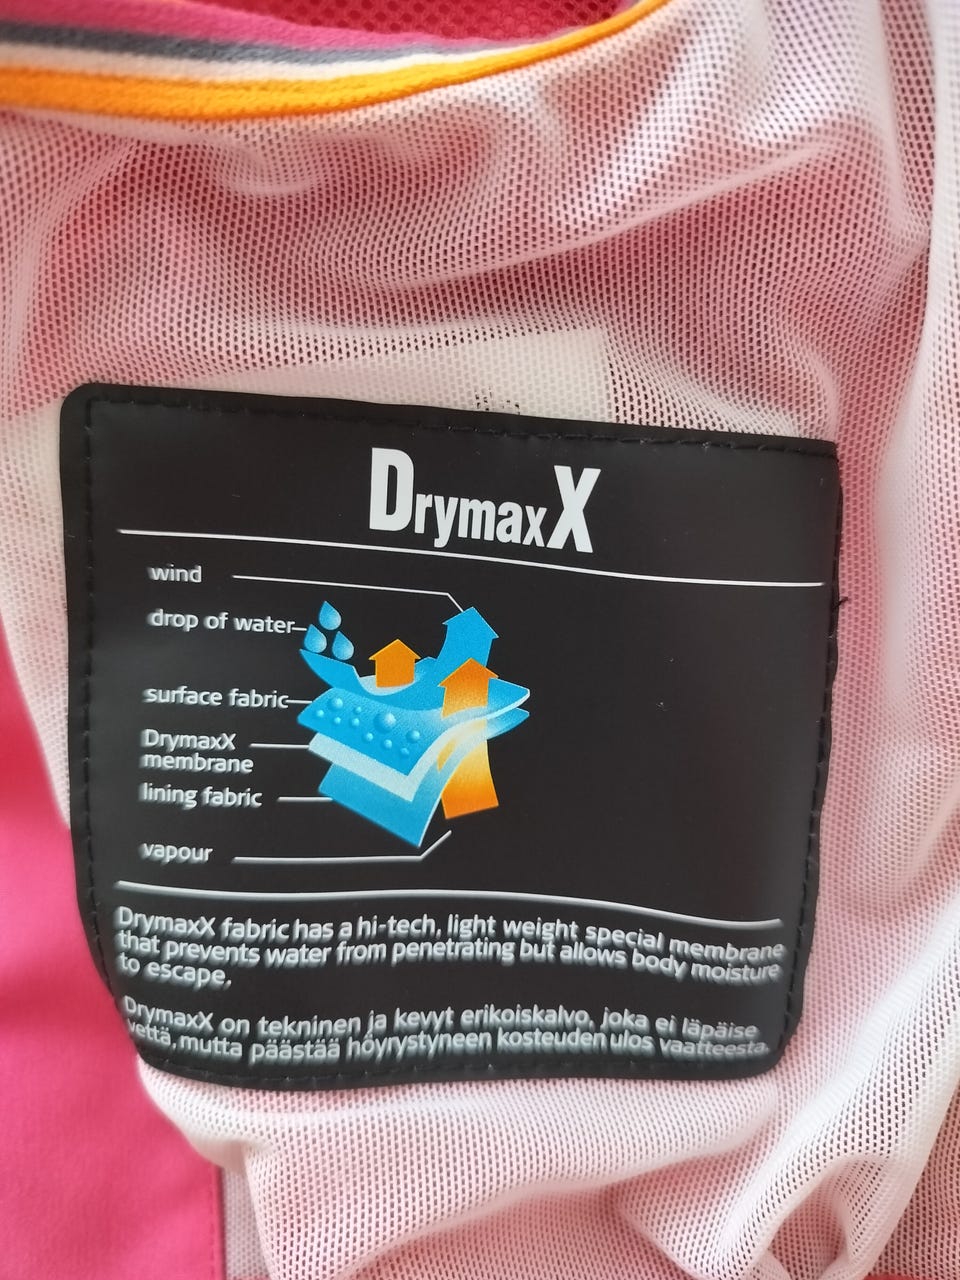 DrymaxX
wind
drop of water
surface fabric
DrymaxX
membrane
lining fabric
vapour
DrymaxX fabric has a hi-tech, light weight special membrane
that prevents water from penetrating but allows body moisture
to escape.
DrymaxX on tekninen ja kevyt erikoiskalvo, joka ei läpäise
vettä, mutta päästää höyrystyneen kosteuden ulos vaatteesta.